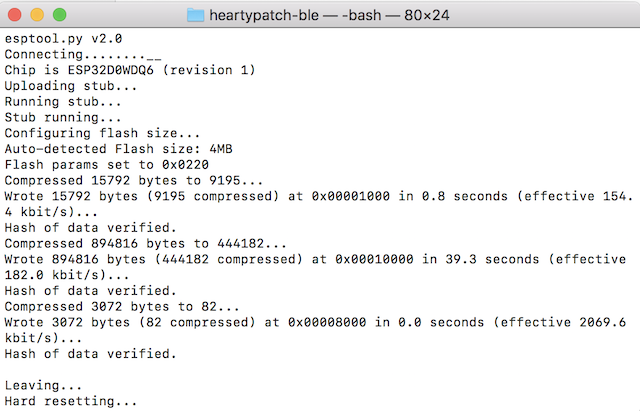 heartypatch-ble — -bash — 80×24
esptool.py v2.0
Connecting........__
Chip is ESP32D0WDQ6 (revision 1)
Uploading stub...
Running stub...
Stub running...
Configuring flash size...
Auto-detected Flash size: 4MB
Flash params set to 0x0220
Compressed 15792 bytes to 9195...
Wrote 15792 bytes (9195 compressed) at 0x00001000 in 0.8 seconds (effective 154.
4 kbit/s)...
Hash of data verified.
Compressed 894816 bytes to 444182...
Wrote 894816 bytes (444182 compressed) at 0x00010000 in 39.3 seconds (effective
182.0 kbit/s)...
Hash of data verified.
Compressed 3072 bytes to 82...
Wrote 3072 bytes (82 compressed) at 0x00008000 in 0.0 seconds (effective 2069.6
kbit/s)...
Hash of data verified.
Leaving...
Hard resetting...